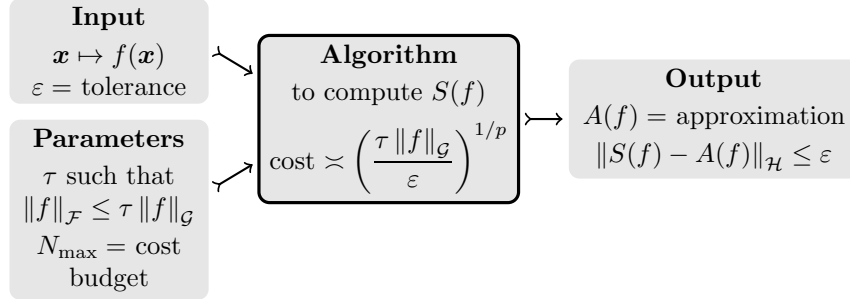 Input
𝒙 ↦ f(𝒙)
ε = tolerance
Parameters
τ such that
‖f‖_𝓕 ≤ τ ‖f‖_𝓖
N_max = cost
budget
Algorithm
to compute S(f)
cost ≍ (τ ‖f‖_𝓖 / ε)^{1/p}
Output
A(f) = approximation
‖S(f) − A(f)‖_𝓗 ≤ ε